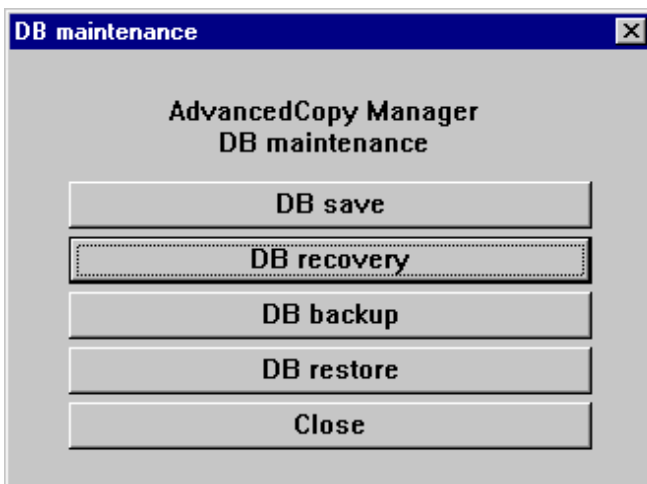 DB maintenance
AdvancedCopy Manager
DB maintenance
DB save
DB recovery
DB backup
DB restore
Close